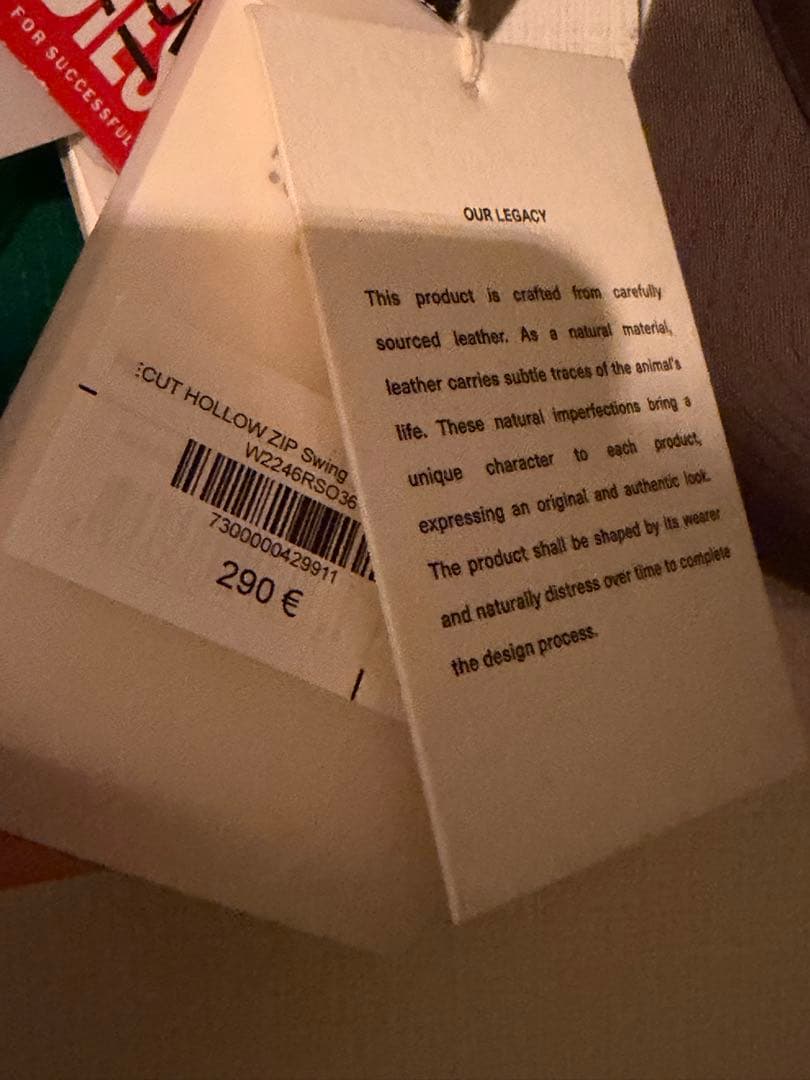 FOR SUCCESSFUL
:CUT HOLLOW ZIP Swing
W2246RSO36
7300000429911
290 €
OUR LEGACY
This product is crafted from carefully
sourced leather. As a natural material,
leather carries subtle traces of the animal's
life. These natural imperfections bring a
unique character to each product,
expressing an original and authentic look.
The product shall be shaped by its wearer
and naturally distress over time to complete
the design process.